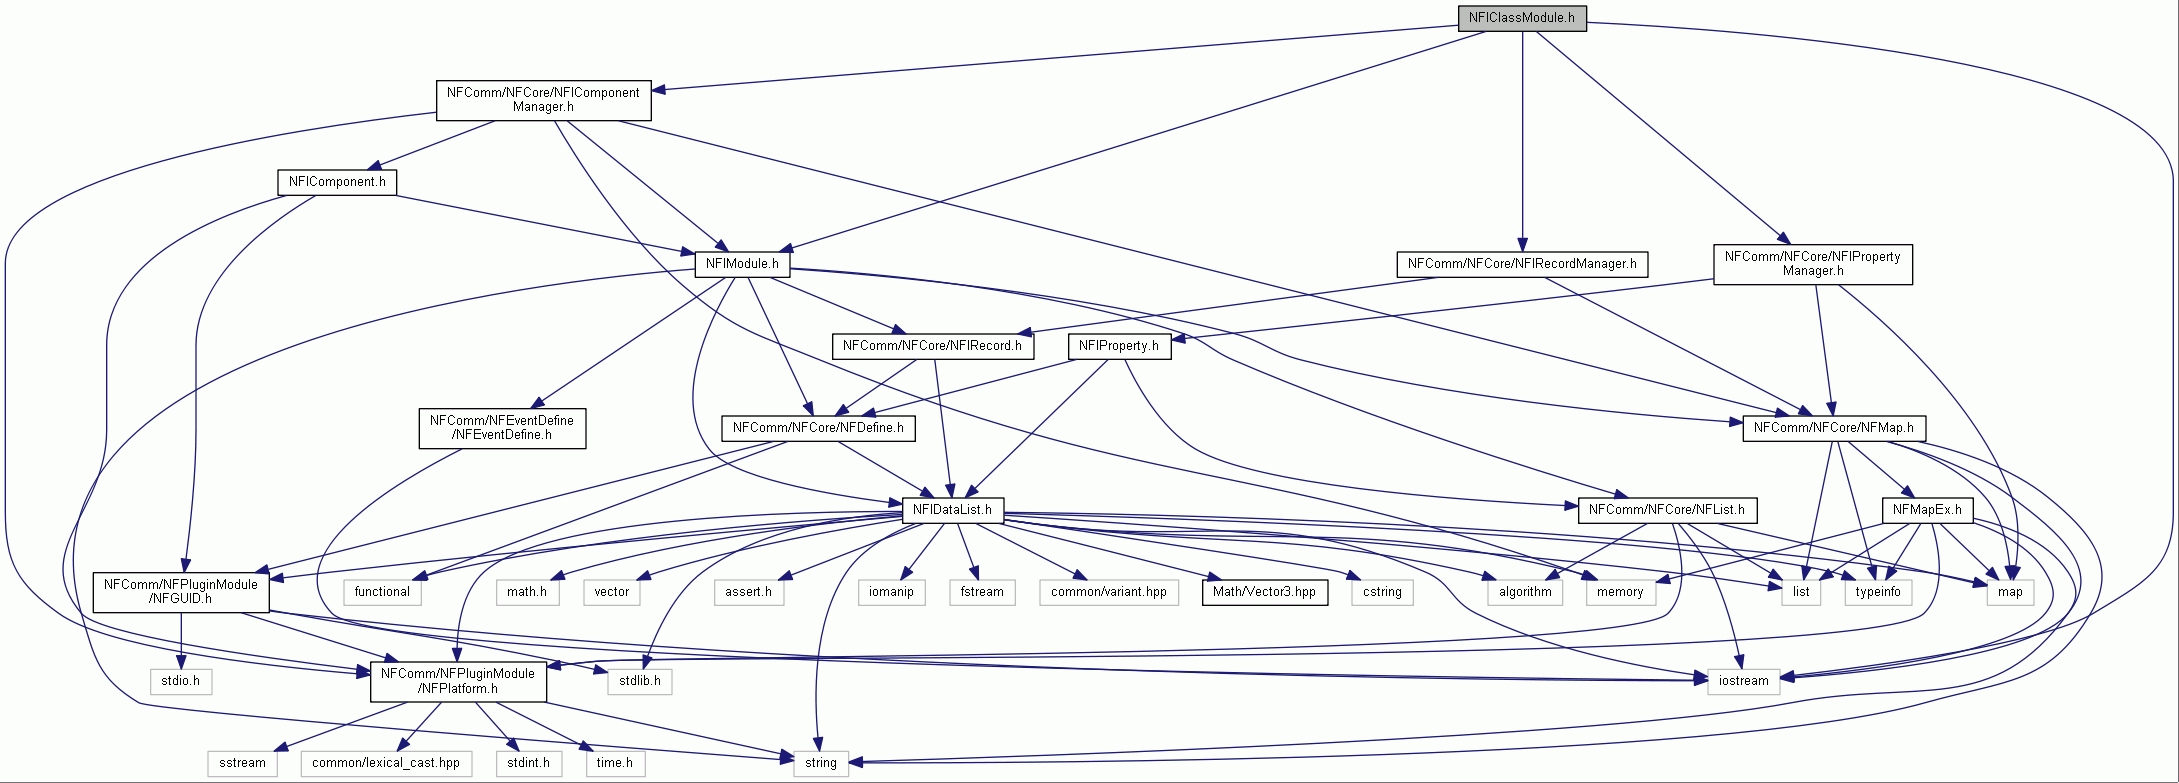 NFIClassModule.h
NFComm/NFCore/NFIComponent
Manager.h
NFIComponent.h
NFIModule.h
NFComm/NFCore/NFIRecordManager.h
NFComm/NFCore/NFIProperty
Manager.h
NFComm/NFCore/NFIRecord.h
NFIProperty.h
NFComm/NFEventDefine
/NFEventDefine.h
NFComm/NFCore/NFDefine.h
NFComm/NFCore/NFMap.h
NFIDataList.h
NFComm/NFCore/NFList.h
NFMapEx.h
NFComm/NFPluginModule
/NFGUID.h
functional
math.h
vector
assert.h
iomanip
fstream
common/variant.hpp
Math/Vector3.hpp
cstring
algorithm
memory
list
typeinfo
map
stdio.h
NFComm/NFPluginModule
/NFPlatform.h
stdlib.h
iostream
sstream
common/lexical_cast.hpp
stdint.h
time.h
string